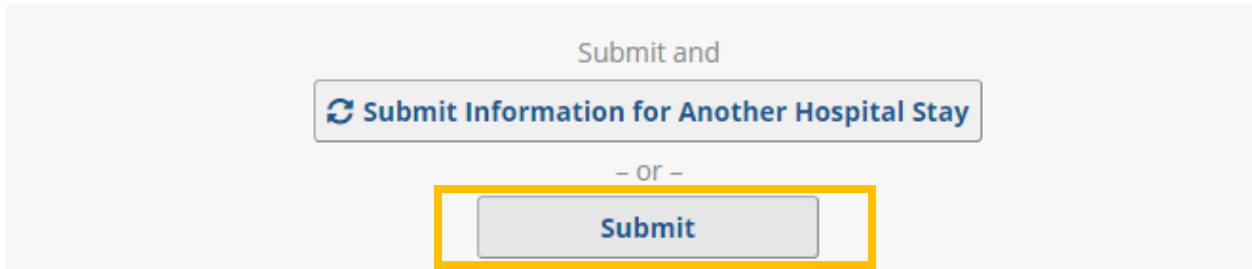 Submit and
Submit Information for Another Hospital Stay
– or –
Submit